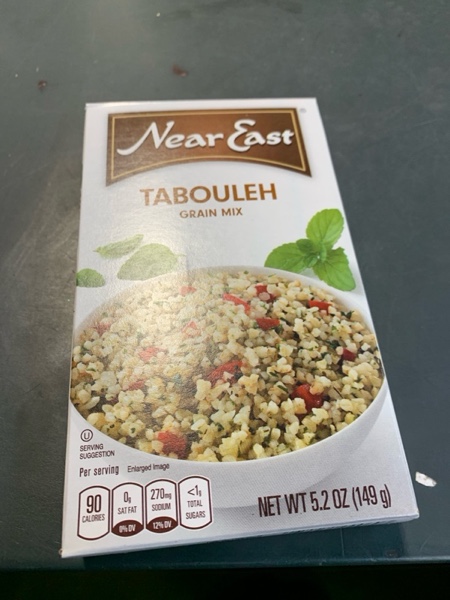 Near East
®
TABOULEH
GRAIN MIX
U
SERVING
SUGGESTION
Per serving Enlarged Image
90
CALORIES
0g
SAT FAT
0% DV
270mg
SODIUM
12% DV
<1g
TOTAL
SUGARS
NET WT 5.2 OZ (149 g)